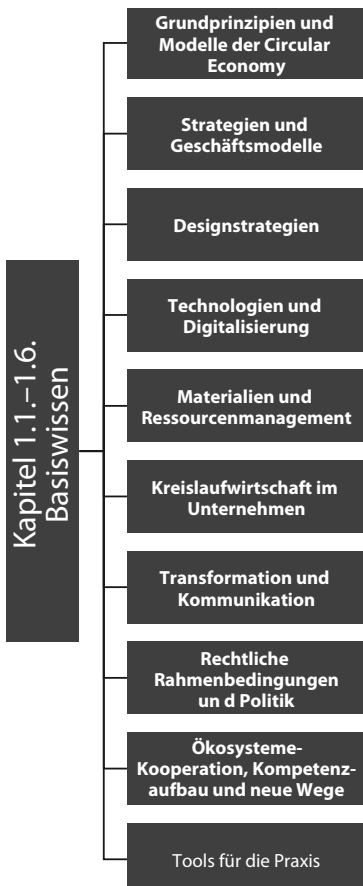 Kapitel 1.1.–1.6.
Basiswissen
Grundprinzipien und
Modelle der Circular
Economy
Strategien und
Geschäftsmodelle
Designstrategien
Technologien und
Digitalisierung
Materialien und
Ressourcenmanagement
Kreislaufwirtschaft im
Unternehmen
Transformation und
Kommunikation
Rechtliche
Rahmenbedingungen
un d Politik
Ökosysteme-
Kooperation, Kompetenz-
aufbau und neue Wege
Tools für die Praxis